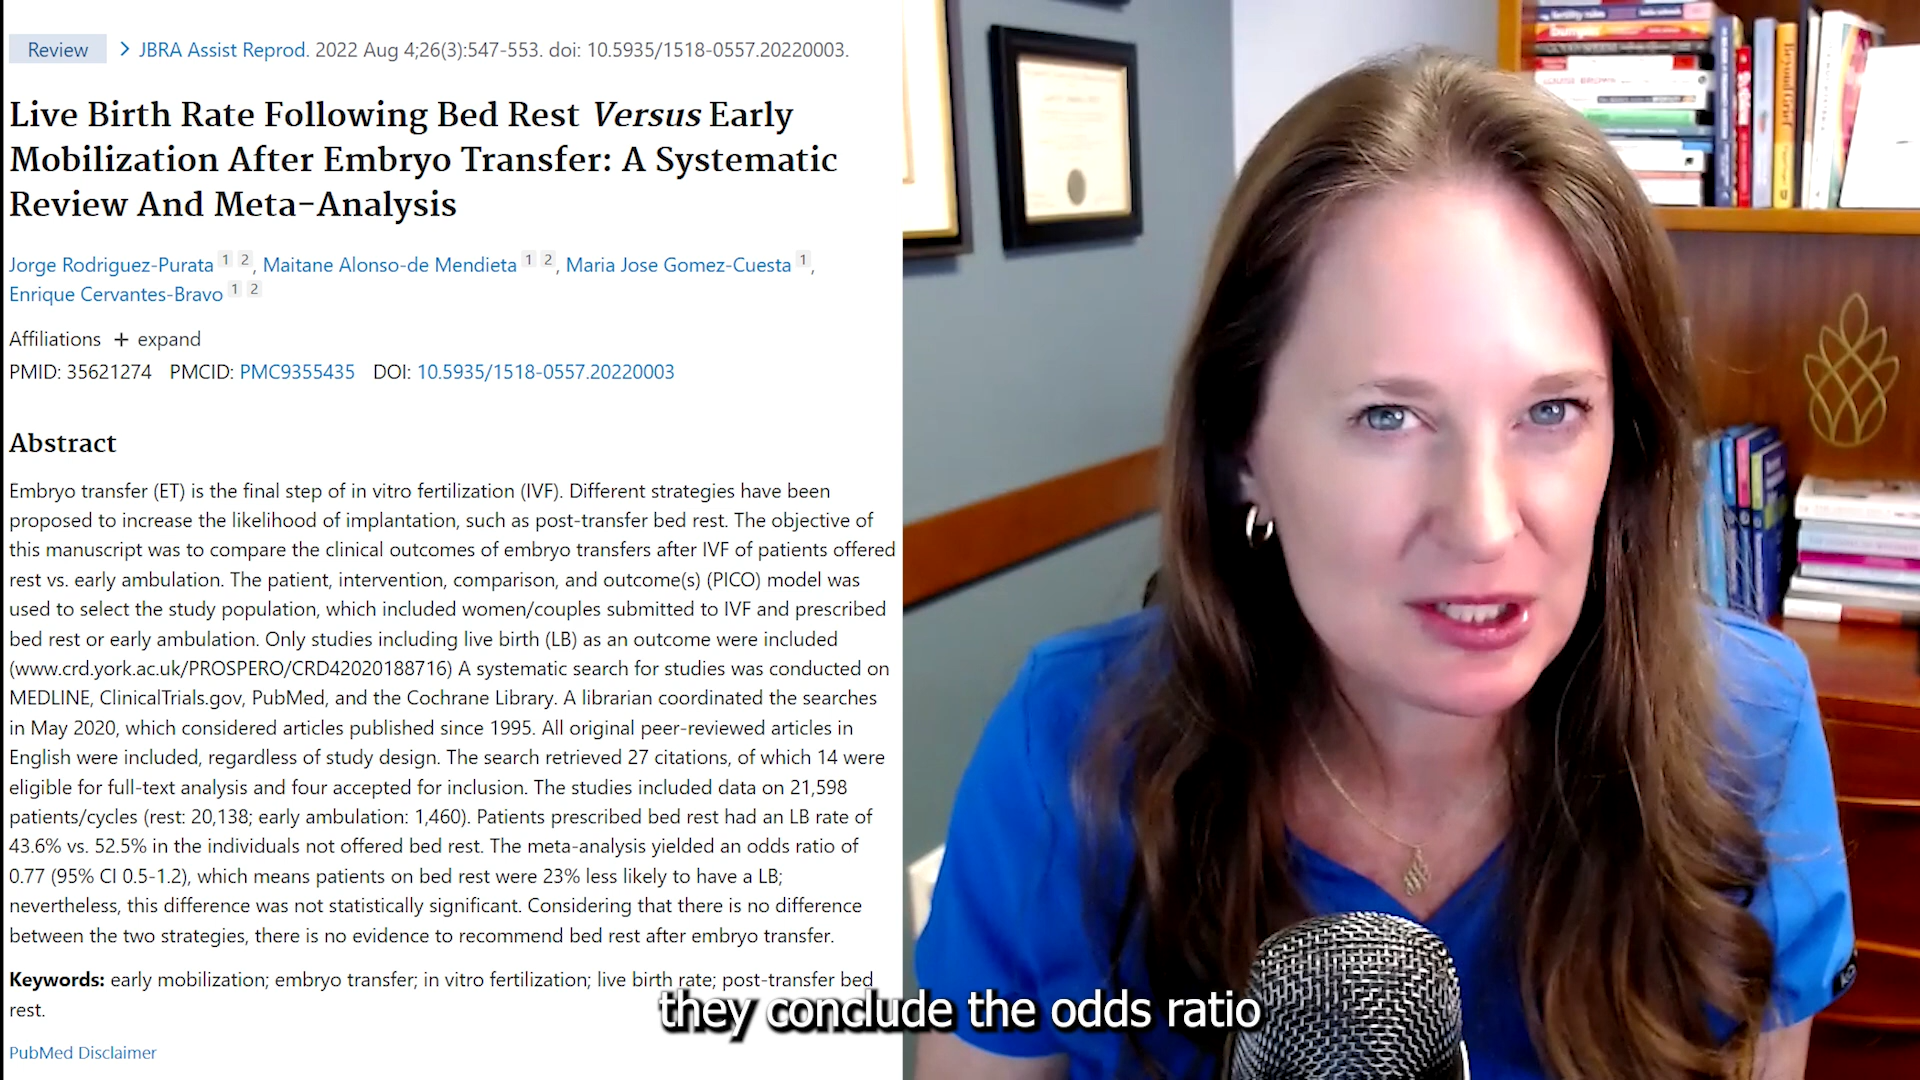 Review > JBRA Assist Reprod. 2022 Aug 4;26(3):547-553. doi: 10.5935/1518-0557.20220003.
Live Birth Rate Following Bed Rest Versus Early
Mobilization After Embryo Transfer: A Systematic
Review And Meta-Analysis
Jorge Rodriguez-Purata 1 2, Maitane Alonso-de Mendieta 1 2, Maria Jose Gomez-Cuesta 1,
Enrique Cervantes-Bravo 1 2
Affiliations + expand
PMID: 35621274 PMCID: PMC9355435 DOI: 10.5935/1518-0557.20220003
Abstract
Embryo transfer (ET) is the final step of in vitro fertilization (IVF). Different strategies have been
proposed to increase the likelihood of implantation, such as post-transfer bed rest. The objective of
this manuscript was to compare the clinical outcomes of embryo transfers after IVF of patients offered
rest vs. early ambulation. The patient, intervention, comparison, and outcome(s) (PICO) model was
used to select the study population, which included women/couples submitted to IVF and prescribed
bed rest or early ambulation. Only studies including live birth (LB) as an outcome were included
(www.crd.york.ac.uk/PROSPERO/CRD42020188716) A systematic search for studies was conducted on
MEDLINE, ClinicalTrials.gov, PubMed, and the Cochrane Library. A librarian coordinated the searches
in May 2020, which considered articles published since 1995. All original peer-reviewed articles in
English were included, regardless of study design. The search retrieved 27 citations, of which 14 were
eligible for full-text analysis and four accepted for inclusion. The studies included data on 21,598
patients/cycles (rest: 20,138; early ambulation: 1,460). Patients prescribed bed rest had an LB rate of
43.6% vs. 52.5% in the individuals not offered bed rest. The meta-analysis yielded an odds ratio of
0.77 (95% CI 0.5-1.2), which means patients on bed rest were 23% less likely to have a LB;
nevertheless, this difference was not statistically significant. Considering that there is no difference
between the two strategies, there is no evidence to recommend bed rest after embryo transfer.
Keywords: early mobilization; embryo transfer; in vitro fertilization; live birth rate; post-transfer bed
rest.
they conclude the odds ratio
PubMed Disclaimer